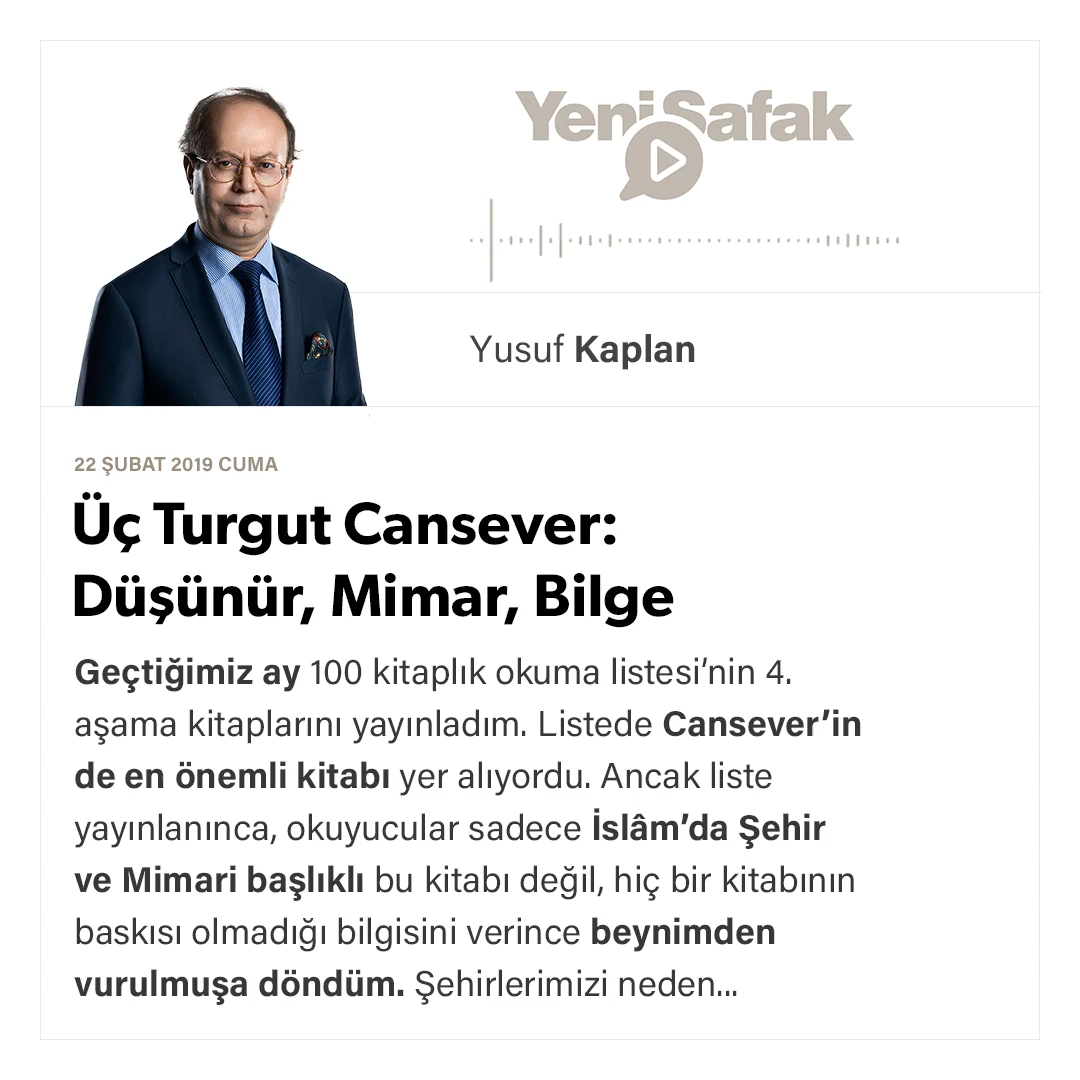 YeniSafak
Yusuf Kaplan
22 ŞUBAT 2019 CUMA
Üç Turgut Cansever:
Düşünür, Mimar, Bilge
Geçtiğimiz ay 100 kitaplık okuma listesi’nin 4.
aşama kitaplarını yayınladım. Listede Cansever’in
de en önemli kitabı yer alıyordu. Ancak liste
yayınlanınca, okuyucular sadece İslâm’da Şehir
ve Mimari başlıklı bu kitabı değil, hiç bir kitabının
baskısı olmadığı bilgisini verince beynimden
vurulmuşa döndüm. Şehirlerimizi neden...